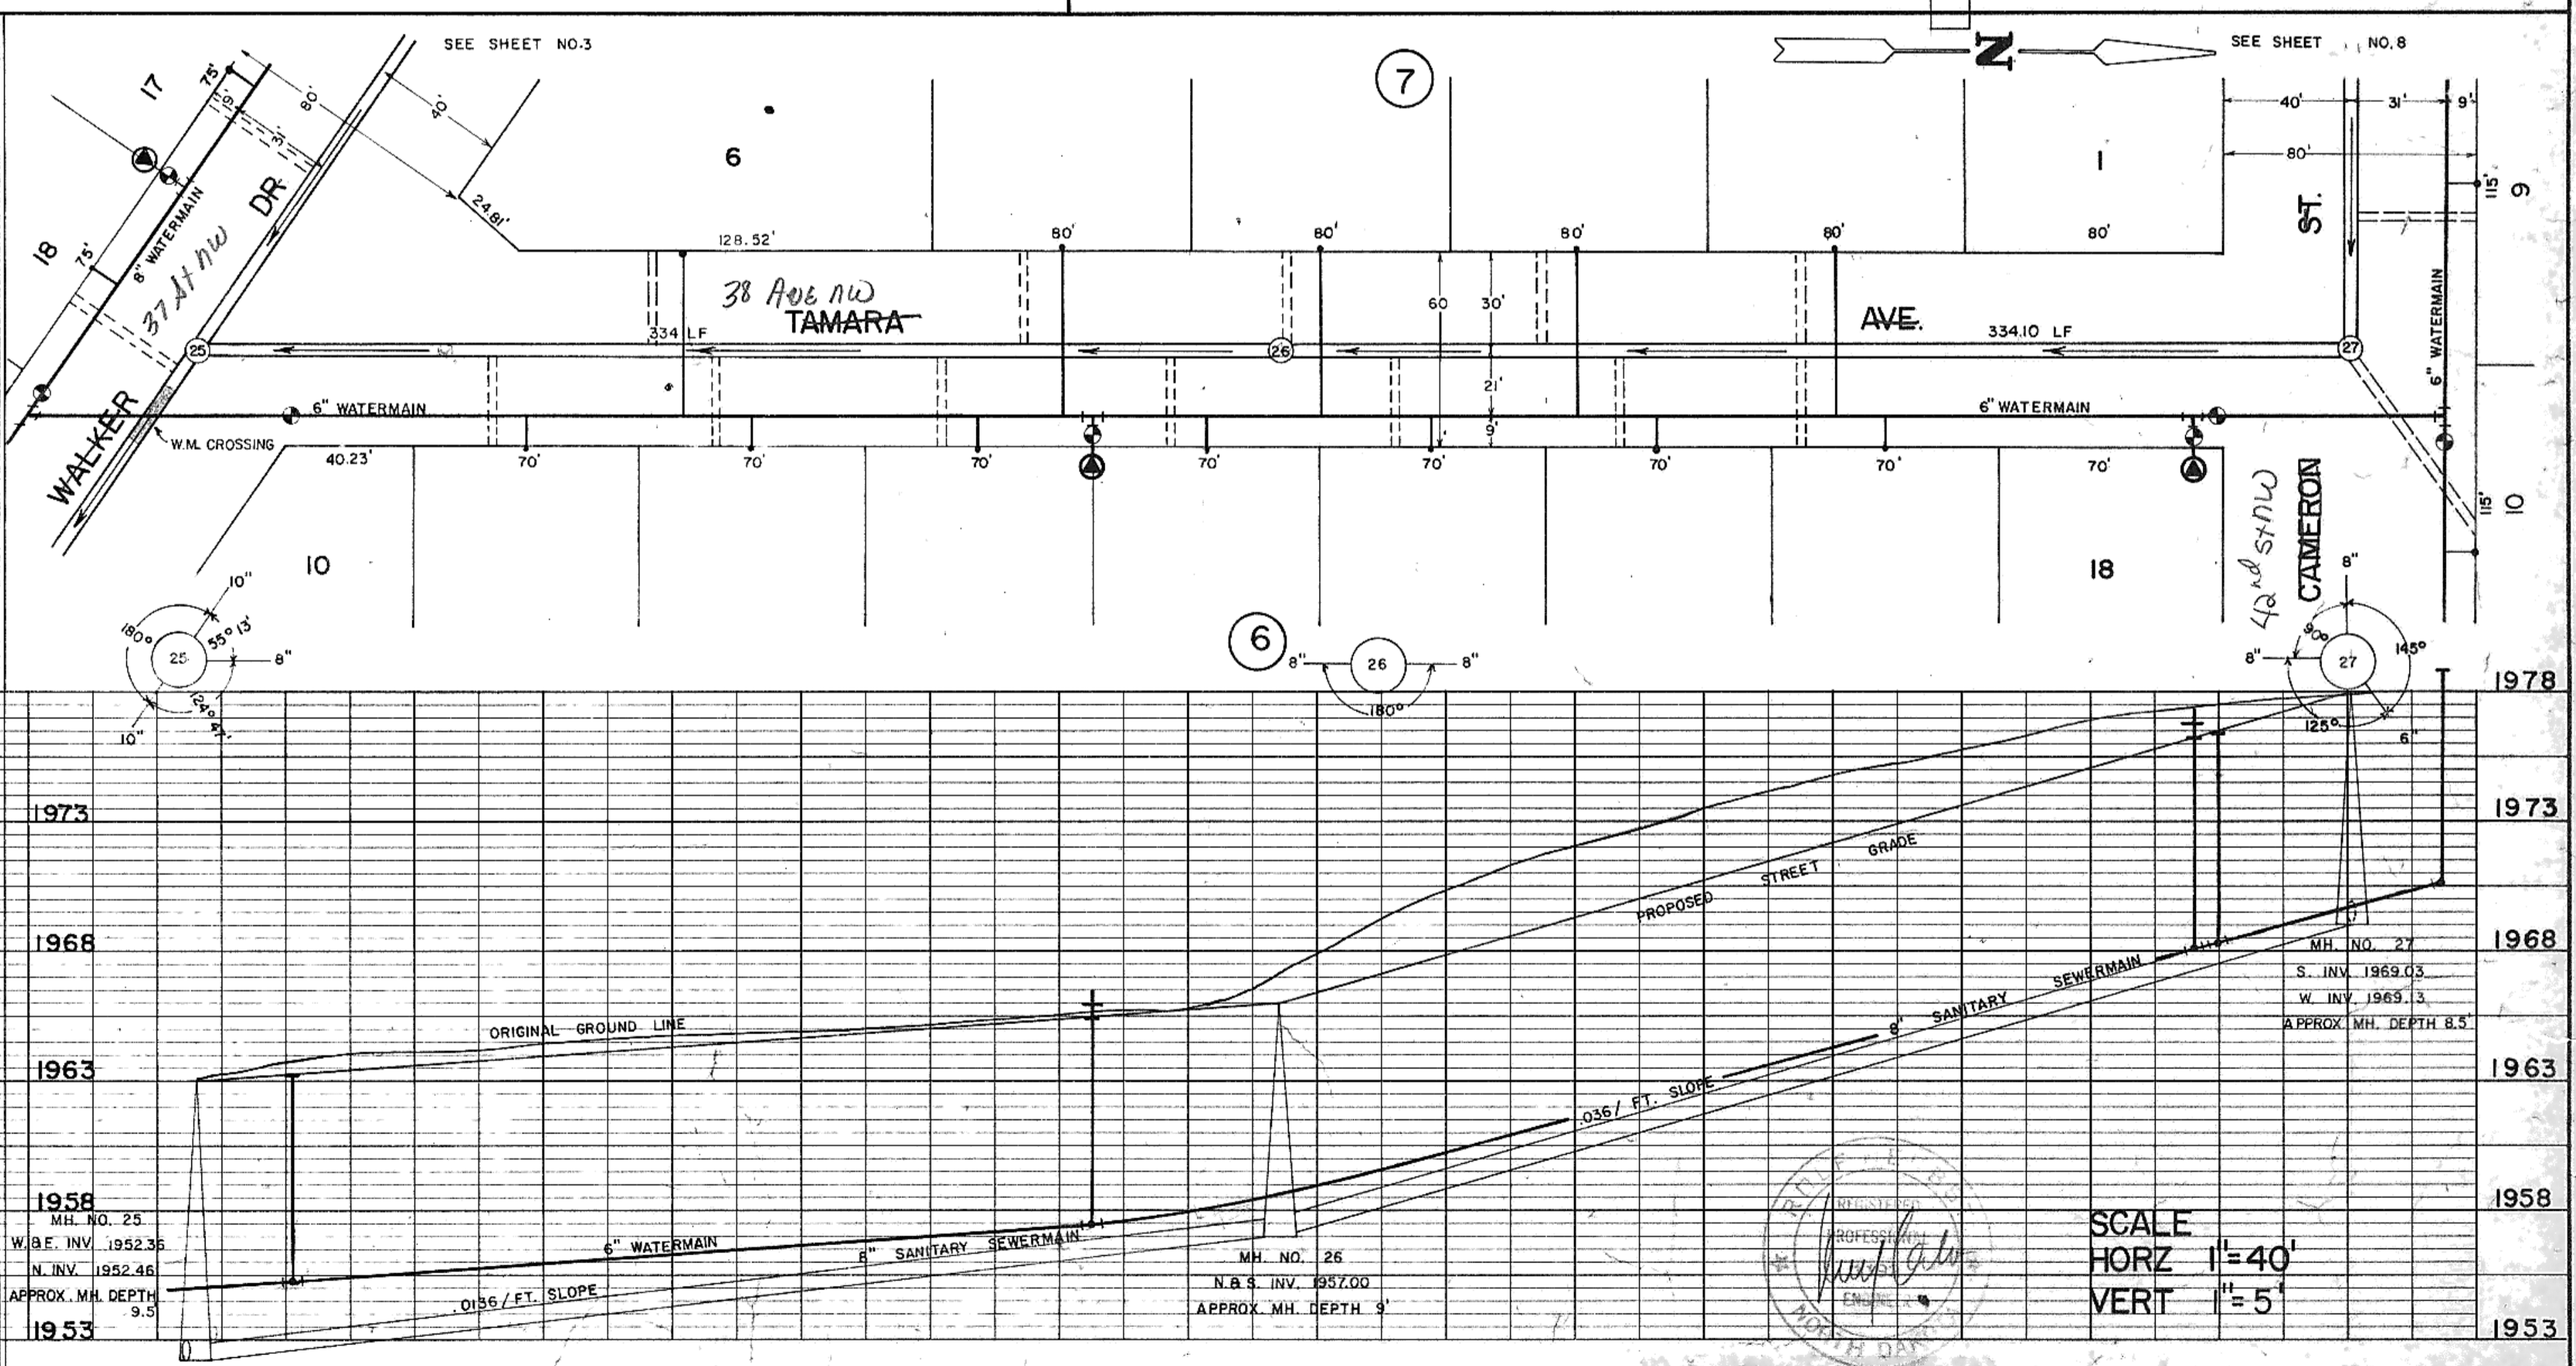 SEE SHEET NO.3
7
N
SEE SHEET NO. 8
17
75'
80'
19'
31'
40'
DR
6
1
40'
31'
9'
80'
115'
9
ST.
18
75'
8" WATERMAIN
37 St NW
24.81'
128.52'
80'
80'
80'
80'
80'
38 Ave NW
TAMARA
AVE.
60
30'
334 LF
334.10 LF
25
26
27
6" WATERMAIN
21'
6" WATERMAIN
6" WATERMAIN
WALKER
W.M. CROSSING
9'
40.23'
70'
70'
70'
70'
70'
70'
70'
70'
42nd St NW
CAMERON
115'
10
10
18
10"
180°
55° 13'
25
8"
124° 47'
10"
6
8"
26
8"
180°
8"
90°
145°
8"
27
125°
6"
1978
1973
1973
PROPOSED STREET GRADE
1968
1968
MH. NO. 27
S. INV. 1969.03
W. INV. 1969.13
APPROX. MH. DEPTH 8.5'
8" SANITARY SEWERMAIN
ORIGINAL GROUND LINE
1963
1963
.036/ FT. SLOPE
1958
1958
MH. NO. 25
W. & E. INV. 1952.36
N. INV. 1952.46
APPROX. MH. DEPTH
9.5'
6" WATERMAIN
8" SANITARY SEWERMAIN
.0136/FT. SLOPE
MH. NO. 26
N. & S. INV. 1957.00
APPROX. MH. DEPTH 9'
REGISTERED
PROFESSIONAL
ENGINEER
NORTH DAKOTA
SCALE
HORZ 1"=40'
VERT 1"=5'
1953
1953